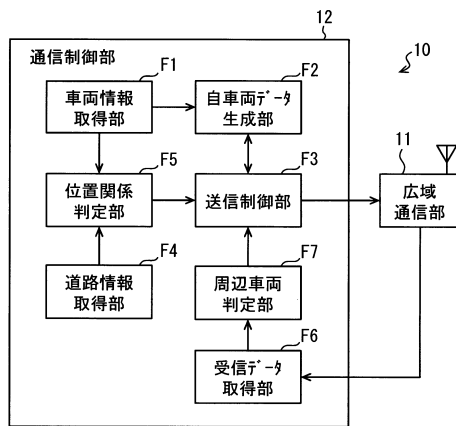 12
10
通信制御部
F1
車両情報
取得部
F2
自車両データ
生成部
F5
位置関係
判定部
F3
送信制御部
11
広域
通信部
F4
道路情報
取得部
F7
周辺車両
判定部
F6
受信データ
取得部